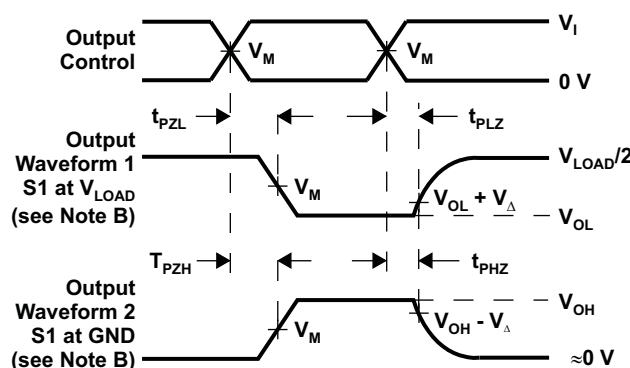 Output
Control
V_M
V_M
V_I
0 V
t_PZL
t_PLZ
Output
Waveform 1
S1 at V_LOAD
(see Note B)
V_M
V_OL + V_Δ
V_LOAD/2
V_OL
T_PZH
t_PHZ
Output
Waveform 2
S1 at GND
(see Note B)
V_M
V_OH - V_Δ
V_OH
≈0 V